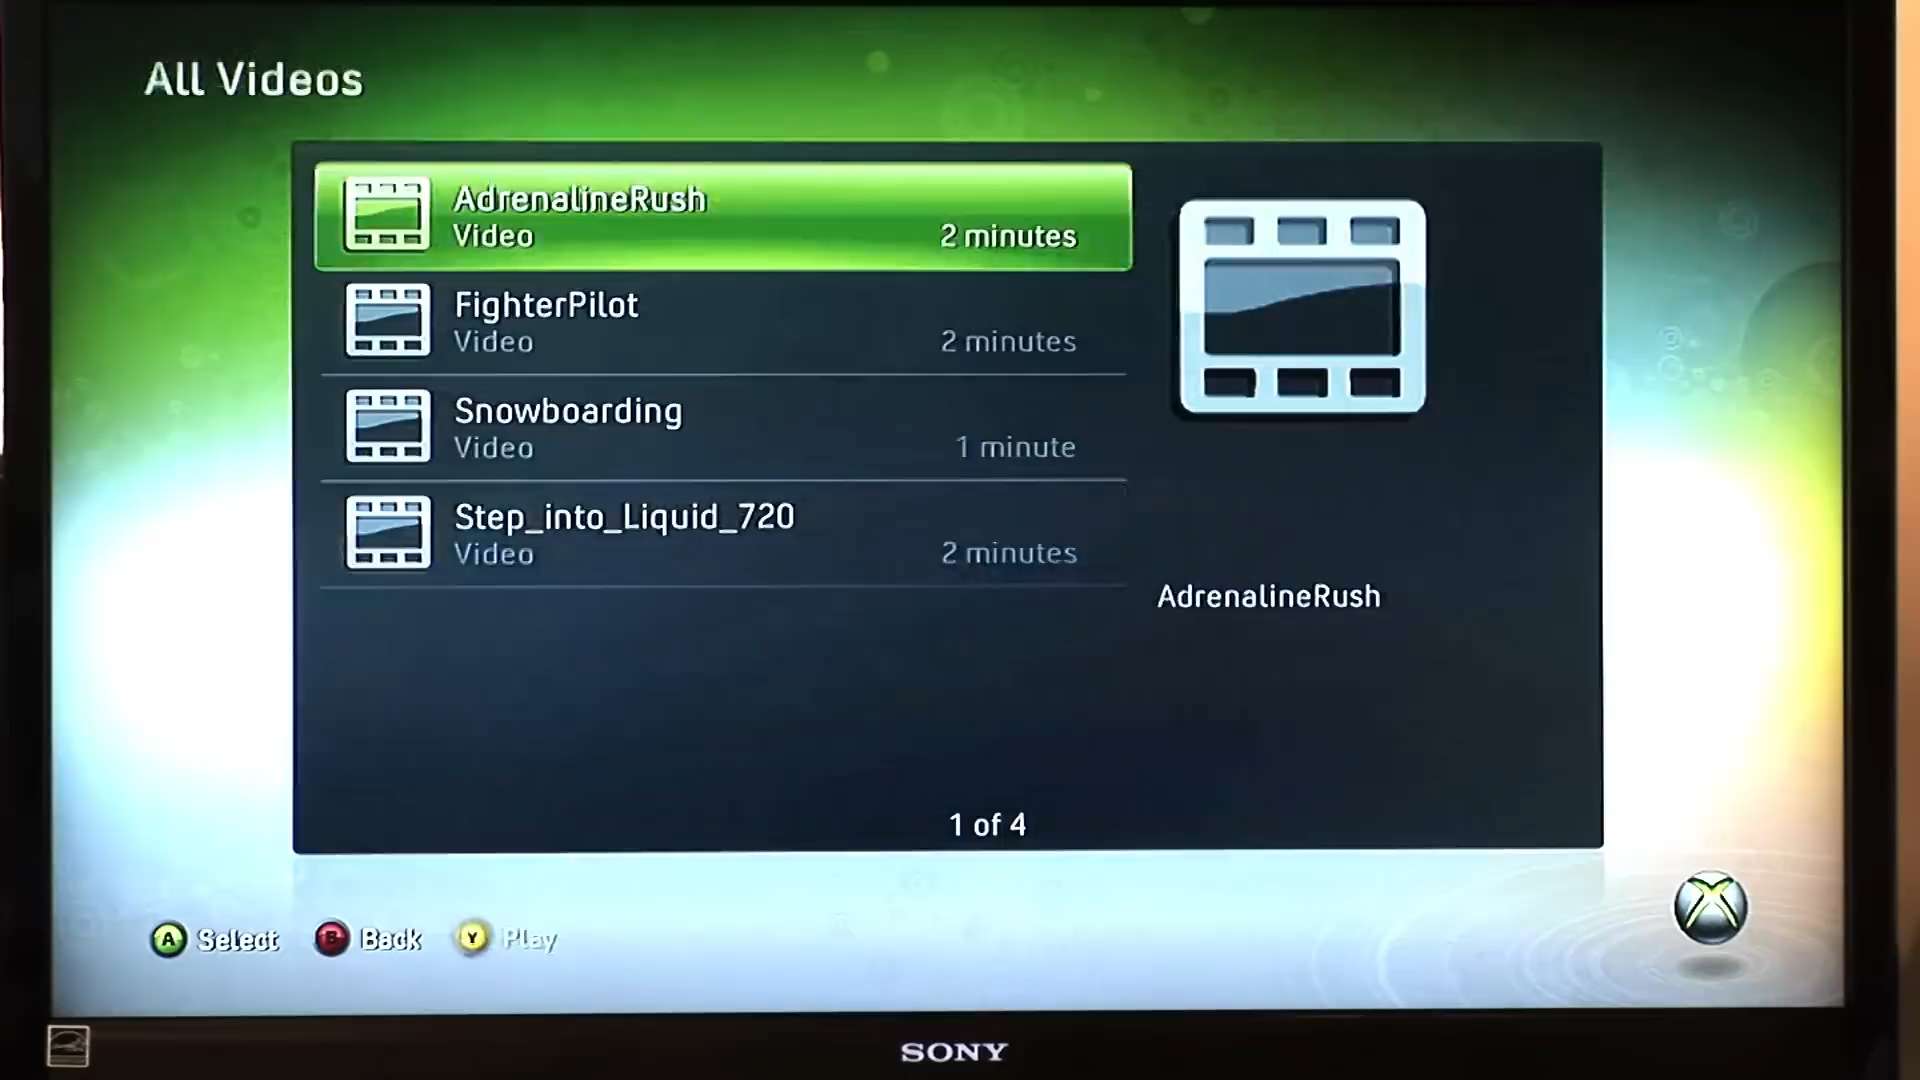 All Videos
AdrenalineRush
Video 2 minutes
FighterPilot
Video 2 minutes
Snowboarding
Video 1 minute
Step_into_Liquid_720
Video 2 minutes
AdrenalineRush
1 of 4
A Select B Back Y Play
SONY